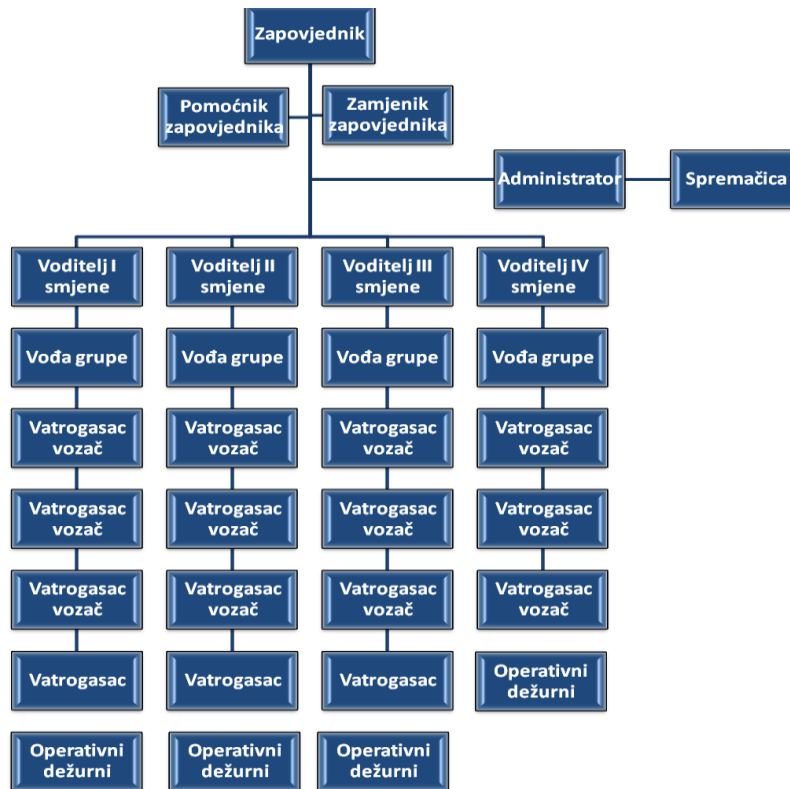 Zapovjednik
Pomoćnik
zapovjednika
Zamjenik
zapovjednika
Administrator
Spremačica
Voditelj I
smjene
Voditelj II
smjene
Voditelj III
smjene
Voditelj IV
smjene
Vođa grupe
Vođa grupe
Vođa grupe
Vođa grupe
Vatrogasac
vozač
Vatrogasac
vozač
Vatrogasac
vozač
Vatrogasac
vozač
Vatrogasac
vozač
Vatrogasac
vozač
Vatrogasac
vozač
Vatrogasac
vozač
Vatrogasac
vozač
Vatrogasac
vozač
Vatrogasac
vozač
Vatrogasac
vozač
Vatrogasac
Vatrogasac
Vatrogasac
Operativni
dežurni
Operativni
dežurni
Operativni
dežurni
Operativni
dežurni